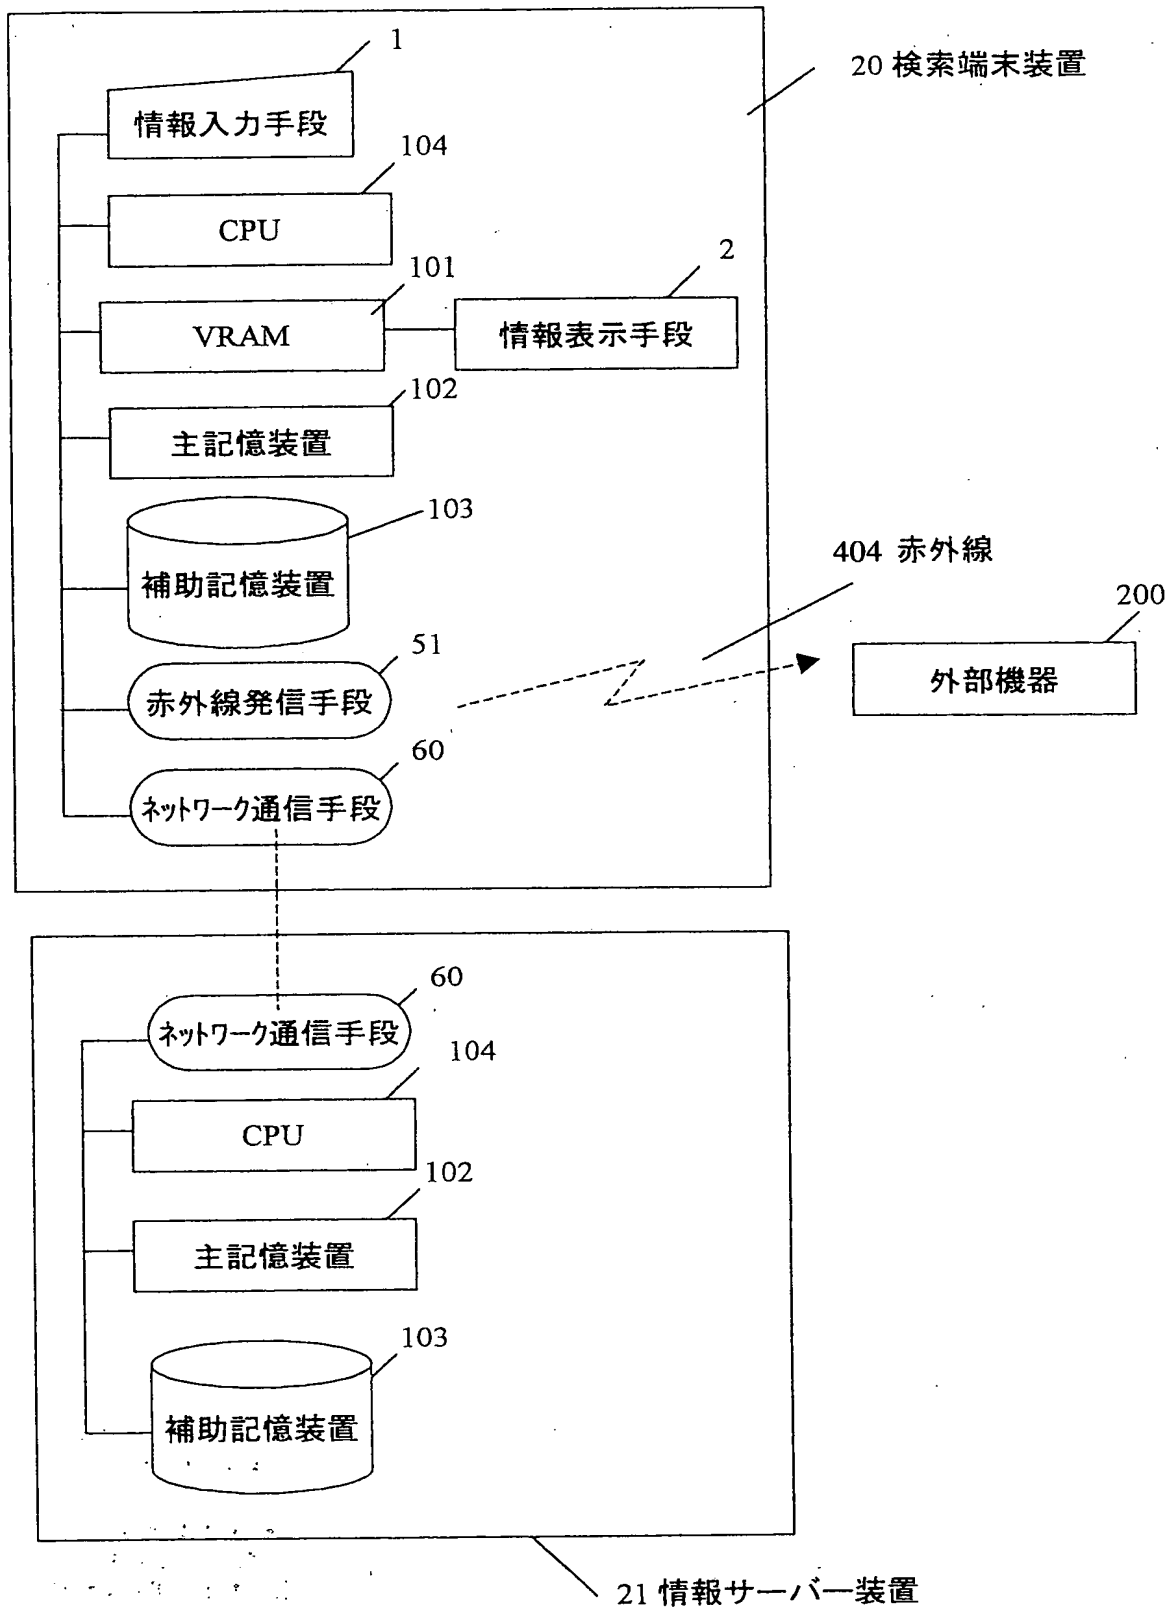 1
20 検索端末装置
情報入力手段
104
CPU
101
2
VRAM
情報表示手段
102
主記憶装置
103
補助記憶装置
404 赤外線
200
外部機器
51
赤外線発信手段
60
ネットワーク通信手段
60
ネットワーク通信手段
104
CPU
102
主記憶装置
103
補助記憶装置
21 情報サーバー装置